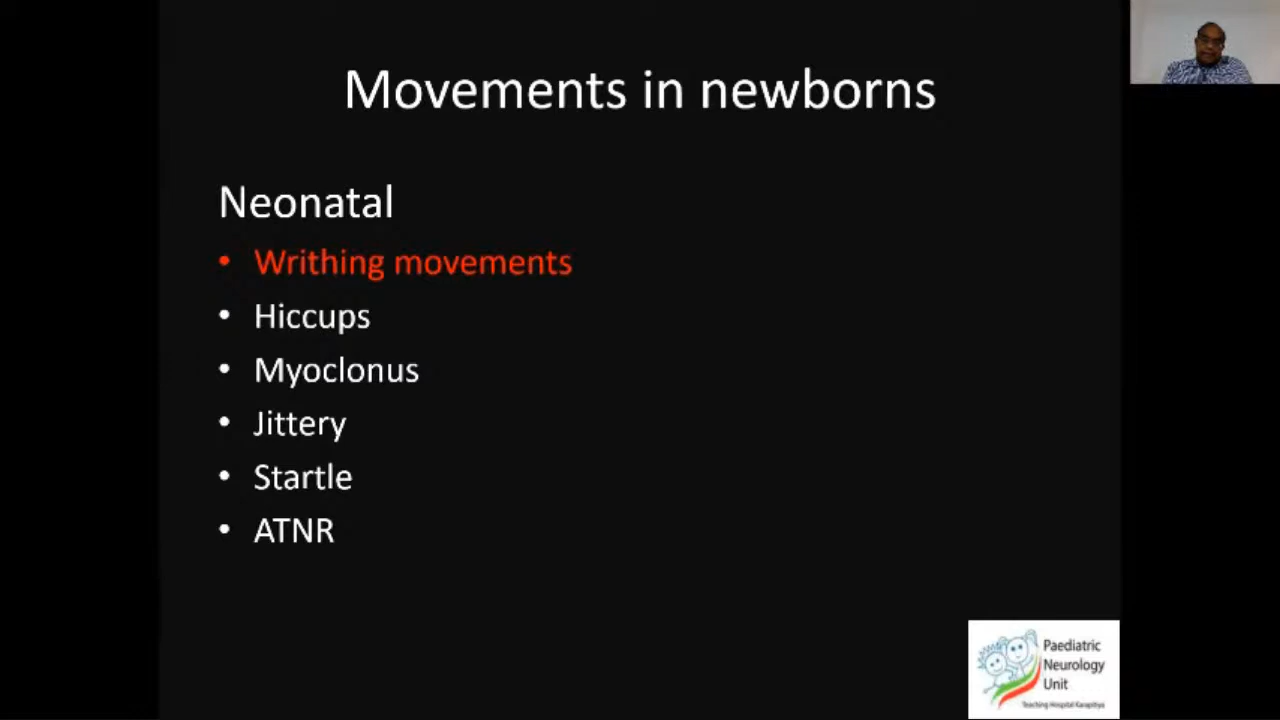 Movements in newborns
Neonatal
• Writhing movements
• Hiccups
• Myoclonus
• Jittery
• Startle
• ATNR
Paediatric
Neurology
Unit
Teaching Hospital Karapitiya